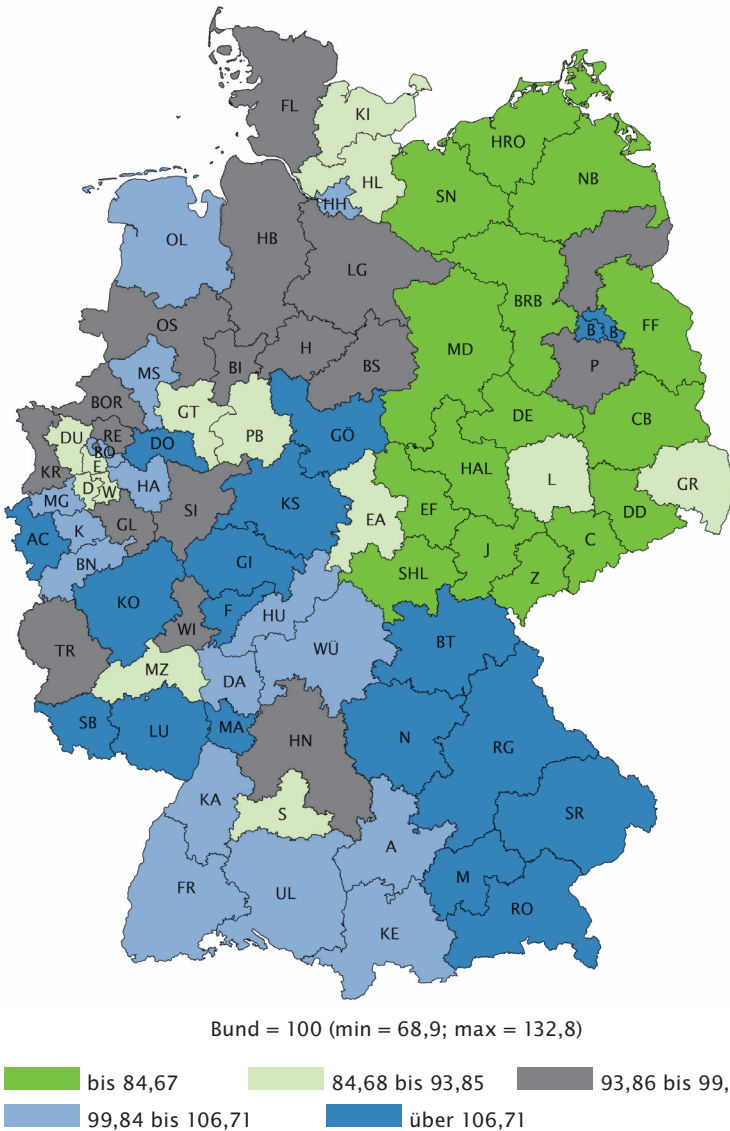 FL
KI
HRO
HL
SN
NB
HH
OL
HB
LG
BRB
OS
FF
B
B
H
MD
P
BI
BS
MS
BOR
GT
DE
CB
DU
RE
PB
GÖ
BO
DO
E
KR
HAL
L
GR
D
W
HA
MG
KS
SI
EA
EF
DD
K
GL
AC
J
C
BN
GI
SHL
Z
KO
F
HU
WI
BT
TR
WÜ
MZ
DA
SB
LU
MA
N
HN
RG
KA
S
SR
A
M
FR
UL
RO
KE
Bund = 100 (min = 68,9; max = 132,8)
bis 84,67 84,68 bis 93,85 93,86 bis 99,
99,84 bis 106,71 über 106,71